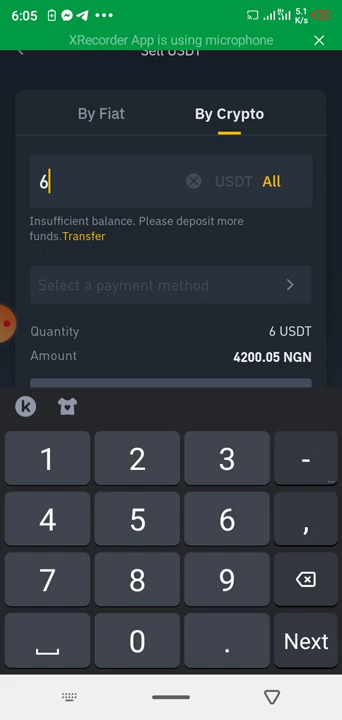 6:05
5.1
K/s
XRecorder App is using microphone
Sell USDT
By Fiat
By Crypto
6
USDT All
Insufficient balance. Please deposit more
funds.Transfer
Select a payment method
Quantity 6 USDT
Amount 4200.05 NGN
k
1 2 3 -
4 5 6 ,
7 8 9
0 . Next